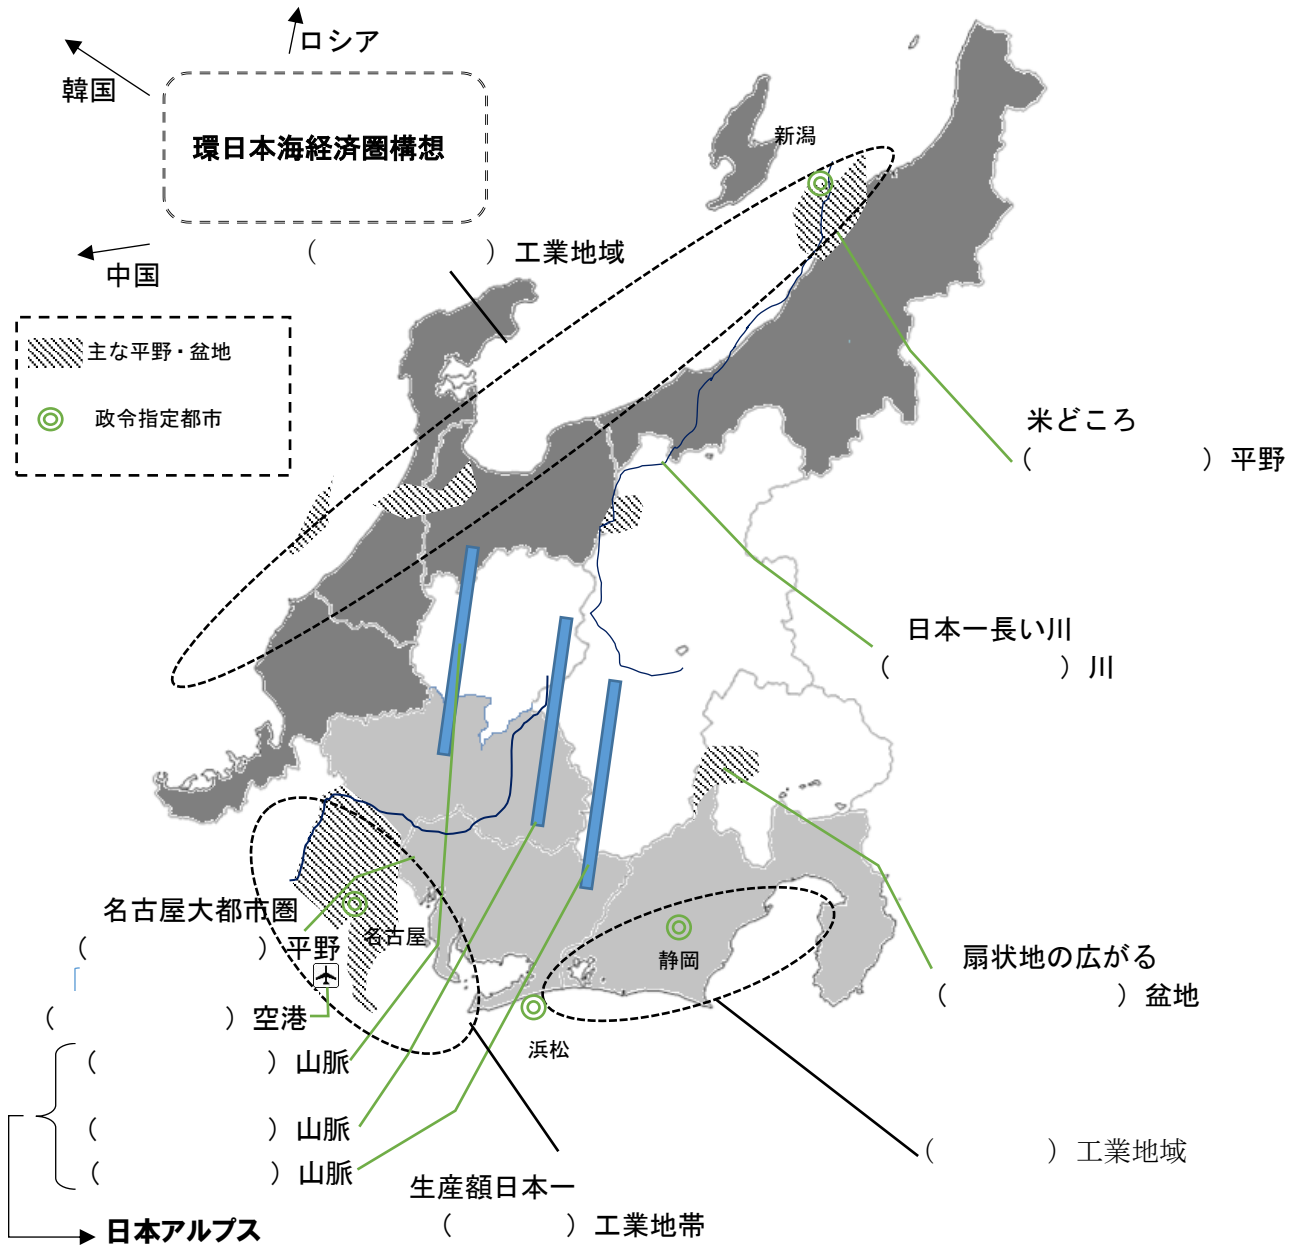 ロシア
韓国
環日本海経済圏構想
新潟
中国
（　　　　　　）工業地域
主な平野・盆地
政令指定都市
米どころ
（　　　　　　）平野
日本一長い川
（　　　　　　）川
名古屋大都市圏
（　　　　　　）平野
名古屋
静岡
扇状地の広がる
（　　　　　　）盆地
（　　　　　　）空港
浜松
（　　　　　　）山脈
（　　　　　　）山脈
（　　　　　　）山脈
（　　　　）工業地域
生産額日本一
（　　　　）工業地帯
日本アルプス